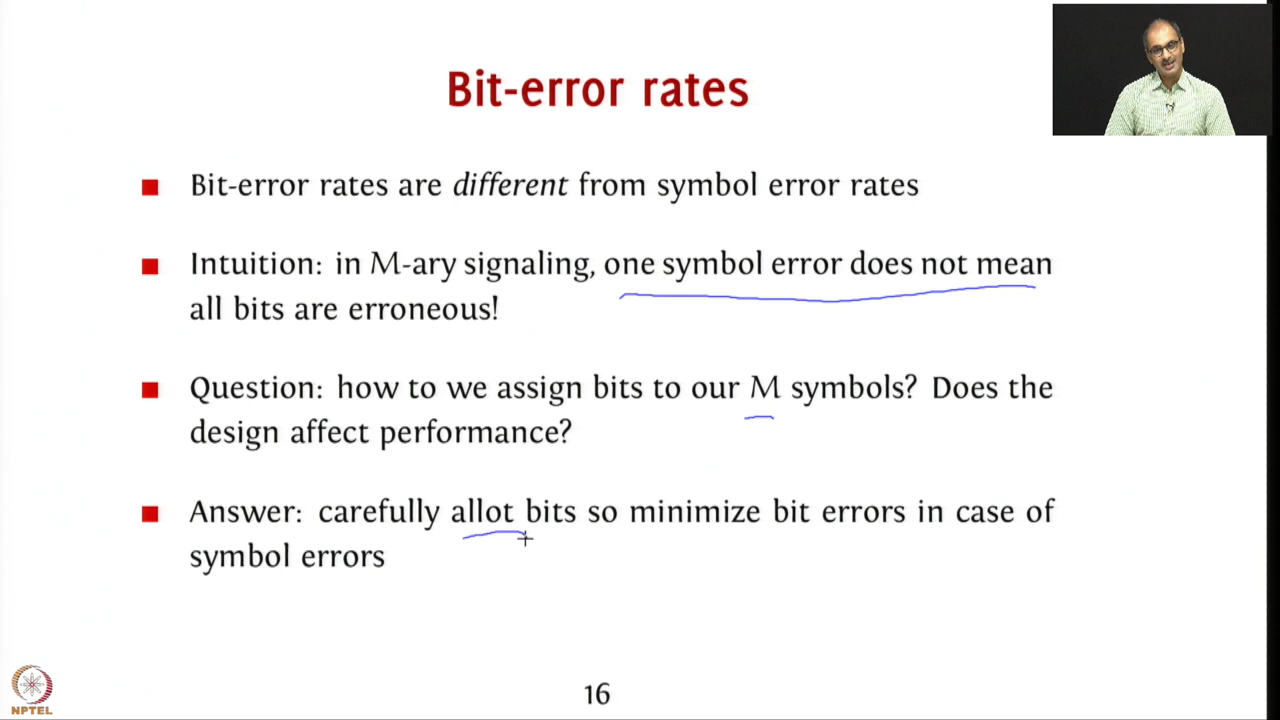 Bit-error rates
Bit-error rates are different from symbol error rates
Intuition: in M-ary signaling, one symbol error does not mean
all bits are erroneous!
Question: how to we assign bits to our M symbols? Does the
design affect performance?
Answer: carefully allot bits so minimize bit errors in case of
symbol errors
NPTEL
16